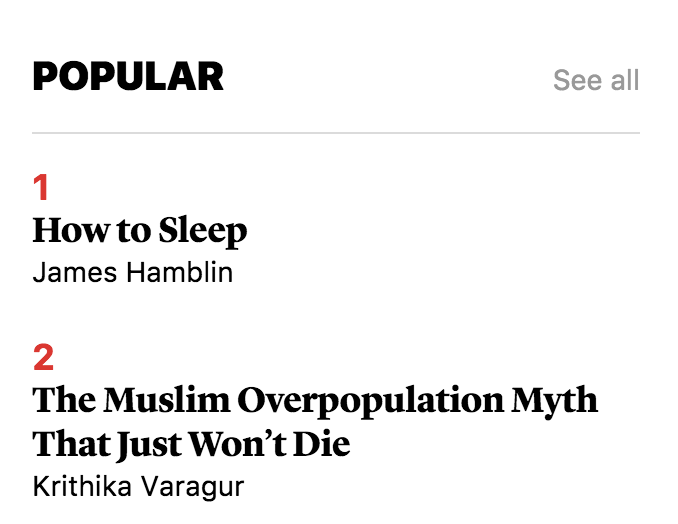 POPULAR
See all
1
How to Sleep
James Hamblin
2
The Muslim Overpopulation Myth
That Just Won’t Die
Krithika Varagur